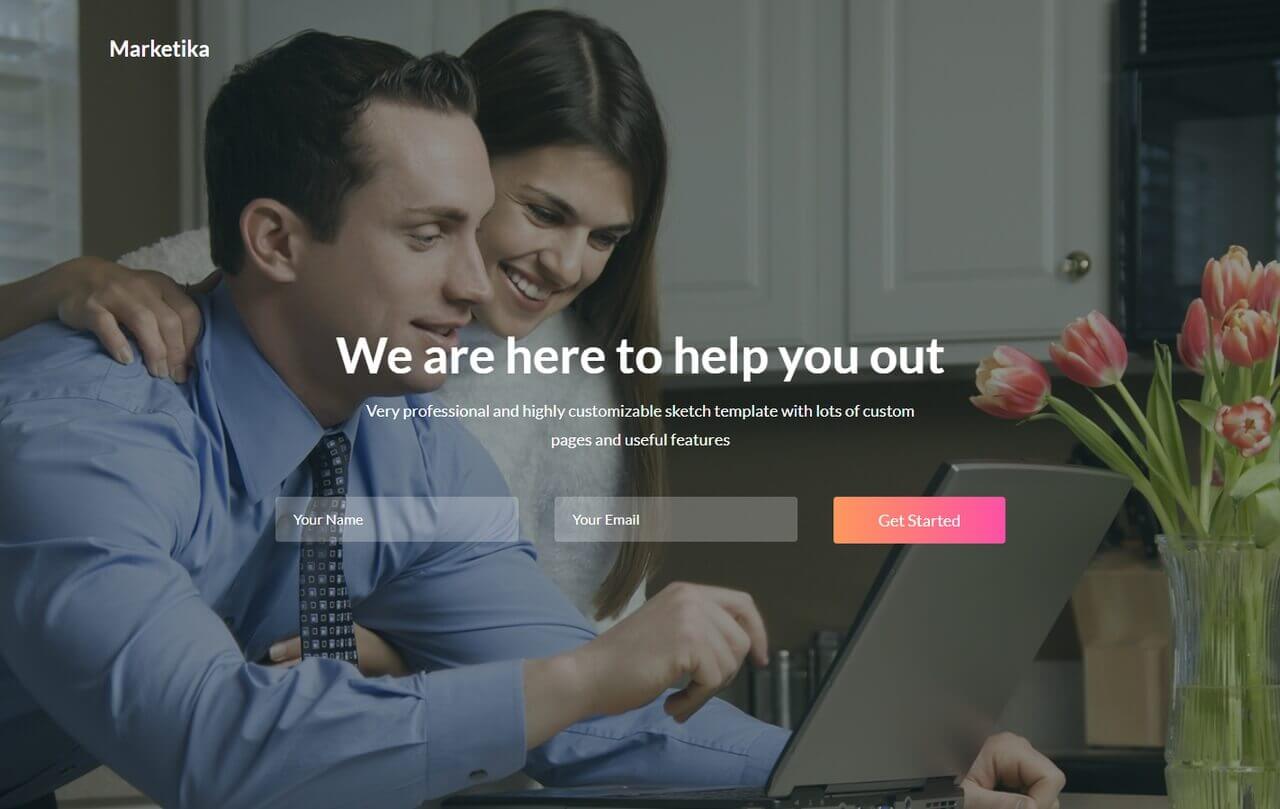 Marketika
We are here to help you out
Very professional and highly customizable sketch template with lots of custom
pages and useful features
Your Name
Your Email
Get Started